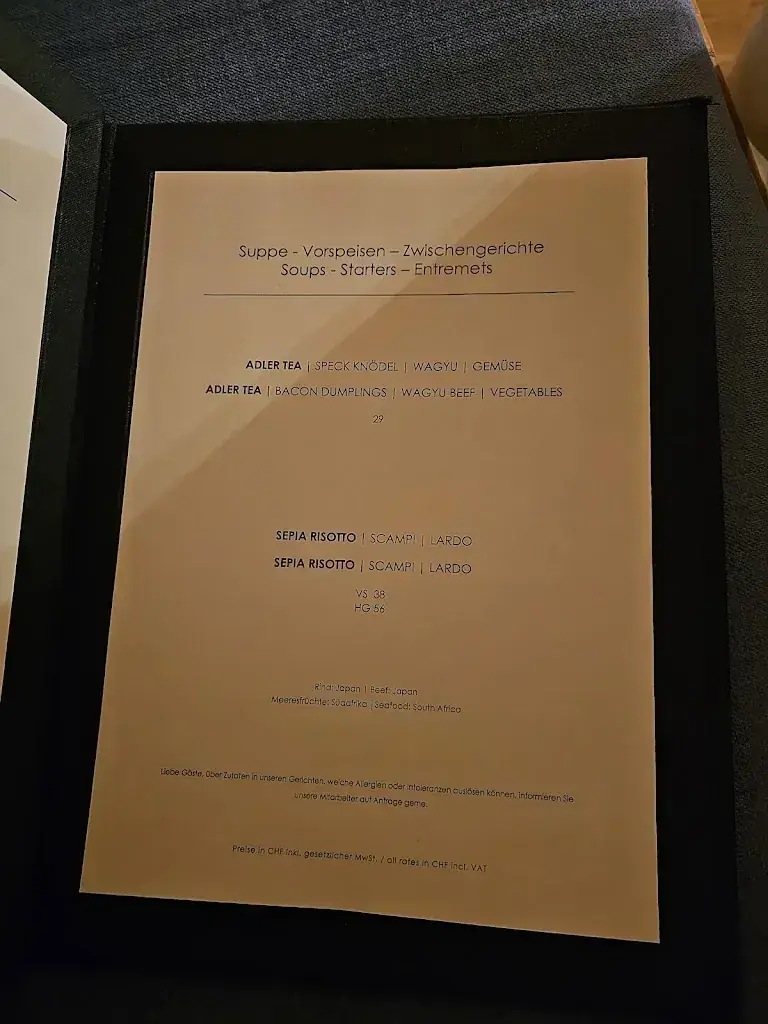 Suppe - Vorspeisen – Zwischengerichte
Soups - Starters – Entremets
ADLER TEA | SPECK KNÖDEL | WAGYU | GEMÜSE
ADLER TEA | BACON DUMPLINGS | WAGYU BEEF | VEGETABLES
29
SEPIA RISOTTO | SCAMPI | LARDO
SEPIA RISOTTO | SCAMPI | LARDO
VS 38
HG 56
Rind: Japan | Beef: Japan
Meeresfrüchte: Südafrika | Seafood: South Africa
Liebe Gäste, über Zutaten in unseren Gerichten, welche Allergien oder Intoleranzen auslösen können, informieren Sie
unsere Mitarbeiter auf Anfrage gerne.
Preise in CHF inkl. gesetzlicher MwSt. / all rates in CHF incl. VAT